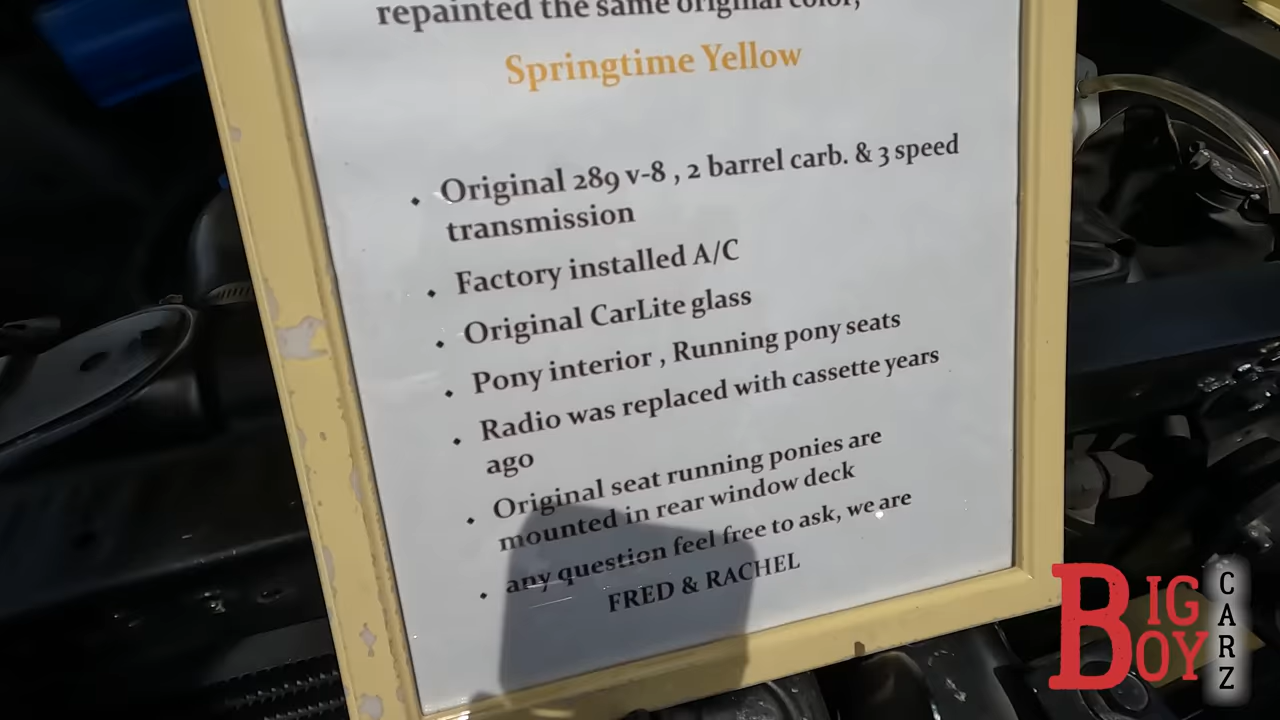 repainted the same original color,
Springtime Yellow
• Original 289 v-8 , 2 barrel carb. & 3 speed
transmission
• Factory installed A/C
• Original CarLite glass
• Pony interior , Running pony seats
• Radio was replaced with cassette years
ago
• Original seat running ponies are
mounted in rear window deck
• any question feel free to ask, we are
FRED & RACHEL
BIG
BOY
CARZ